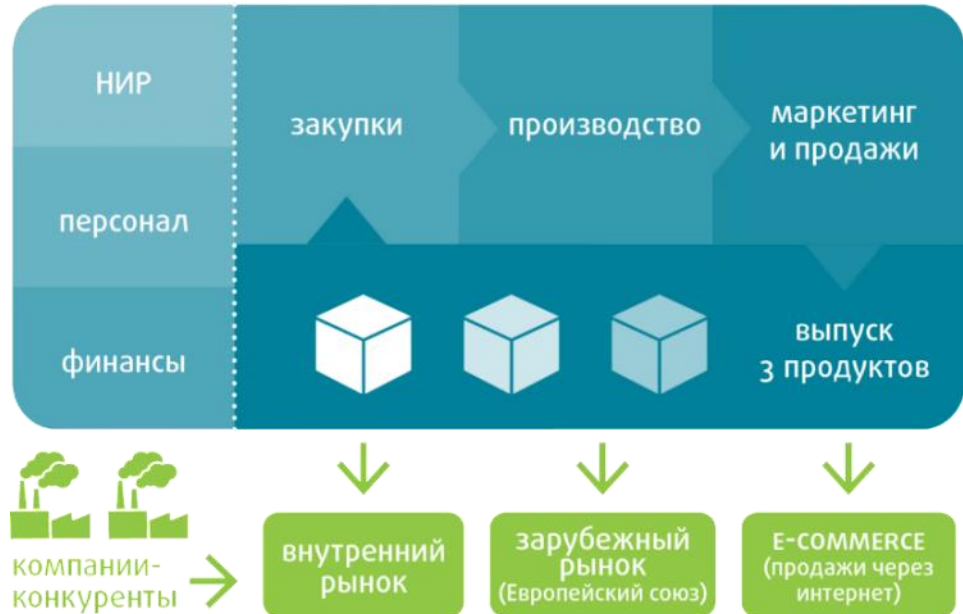 НИР
персонал
финансы
закупки
производство
маркетинг
и продажи
выпуск
3 продуктов
компании-
конкуренты
внутренний
рынок
зарубежный
рынок
(Европейский союз)
E-COMMERCE
(продажи через
интернет)